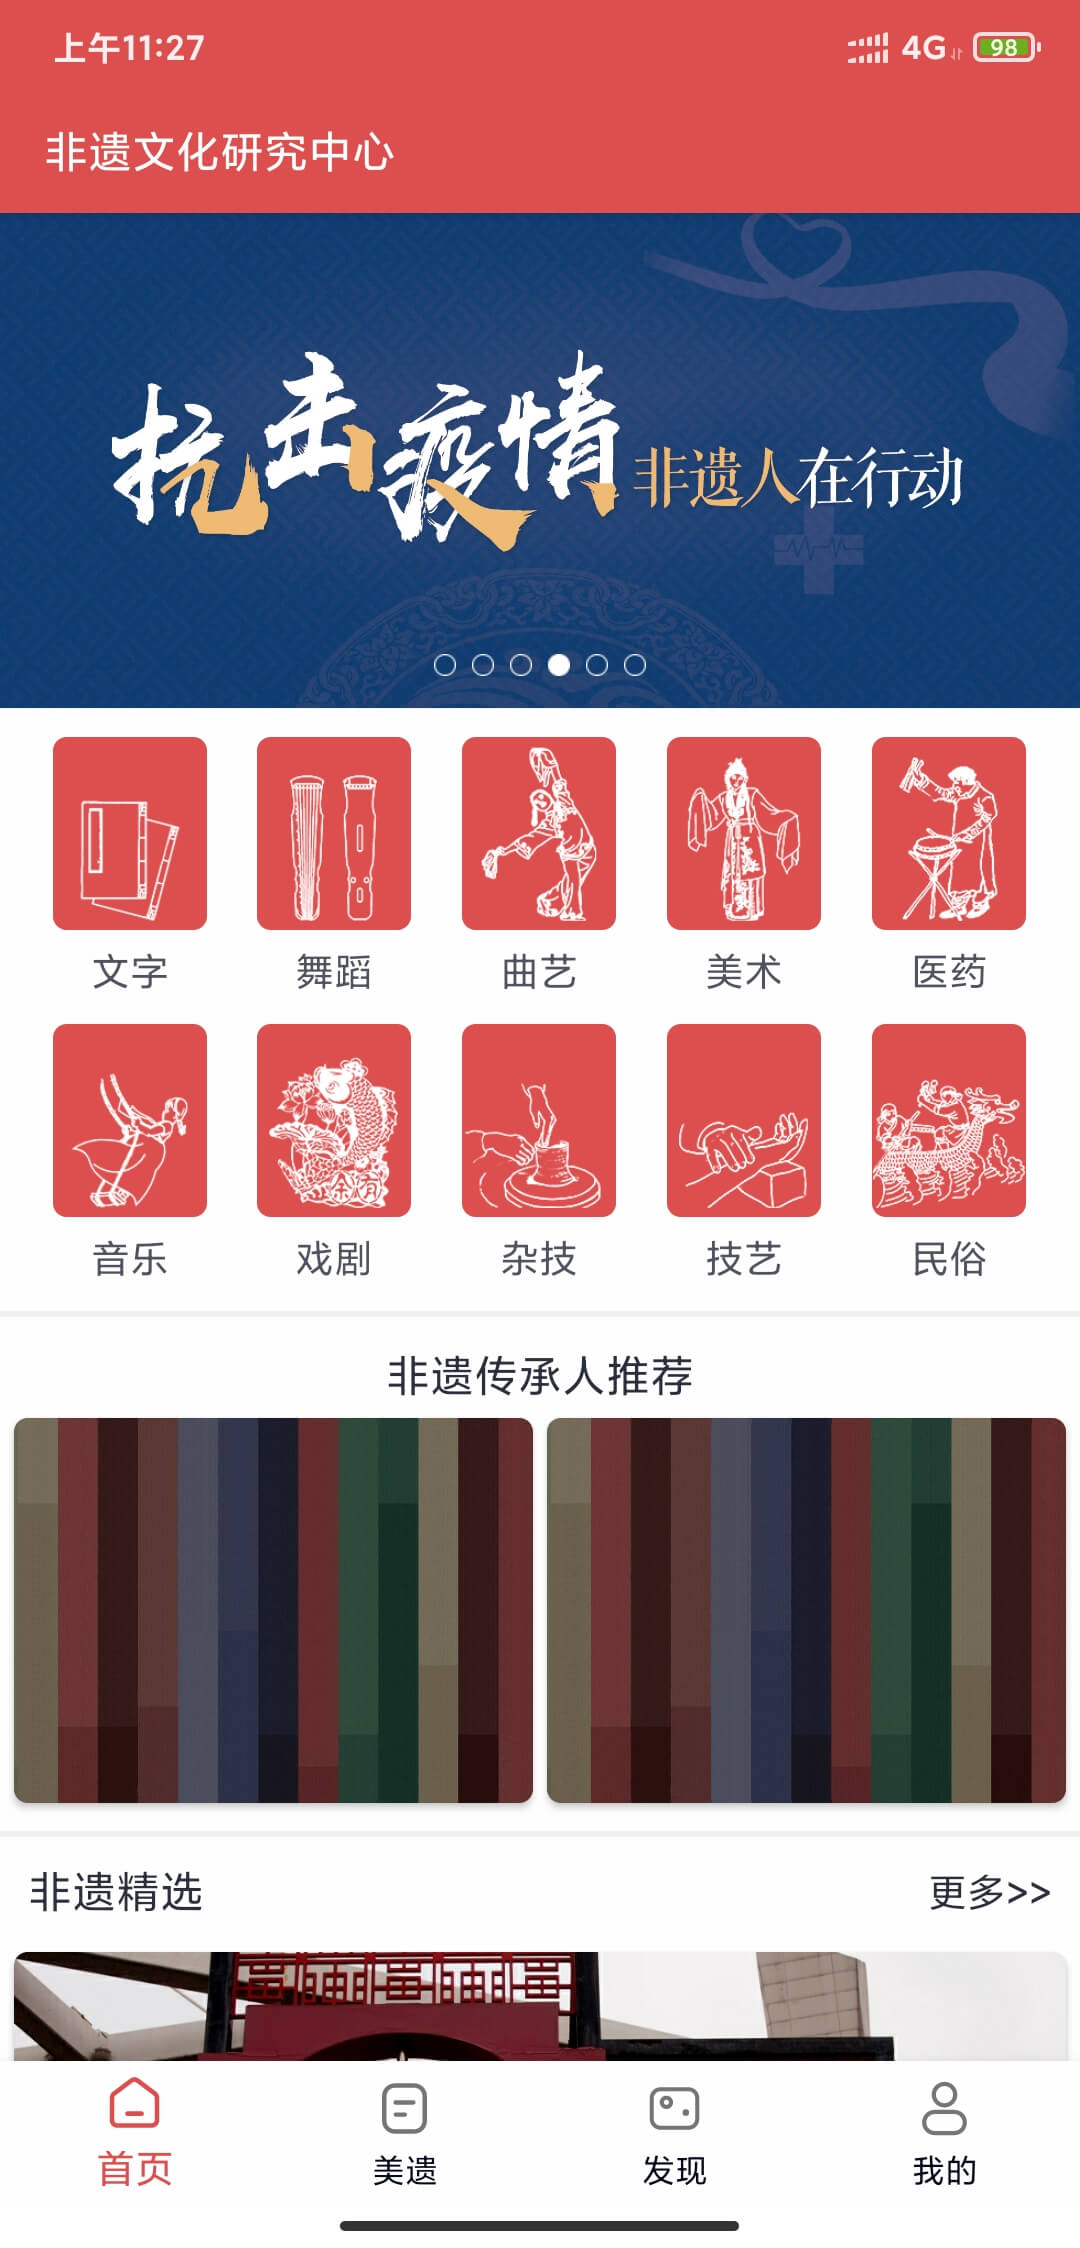 上午11:27 4G 98
非遗文化研究中心
抗击疫情 非遗人在行动
文字 舞蹈 曲艺 美术 医药
余 有
音乐 戏剧 杂技 技艺 民俗
非遗传承人推荐
非遗精选 更多>>
首页 美遗 发现 我的